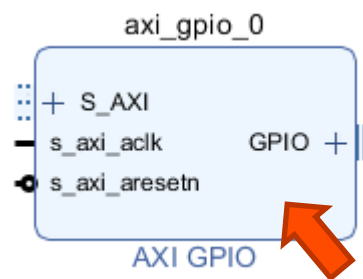 axi_gpio_0
+ S_AXI
s_axi_aclk GPIO +
s_axi_aresetn
AXI GPIO